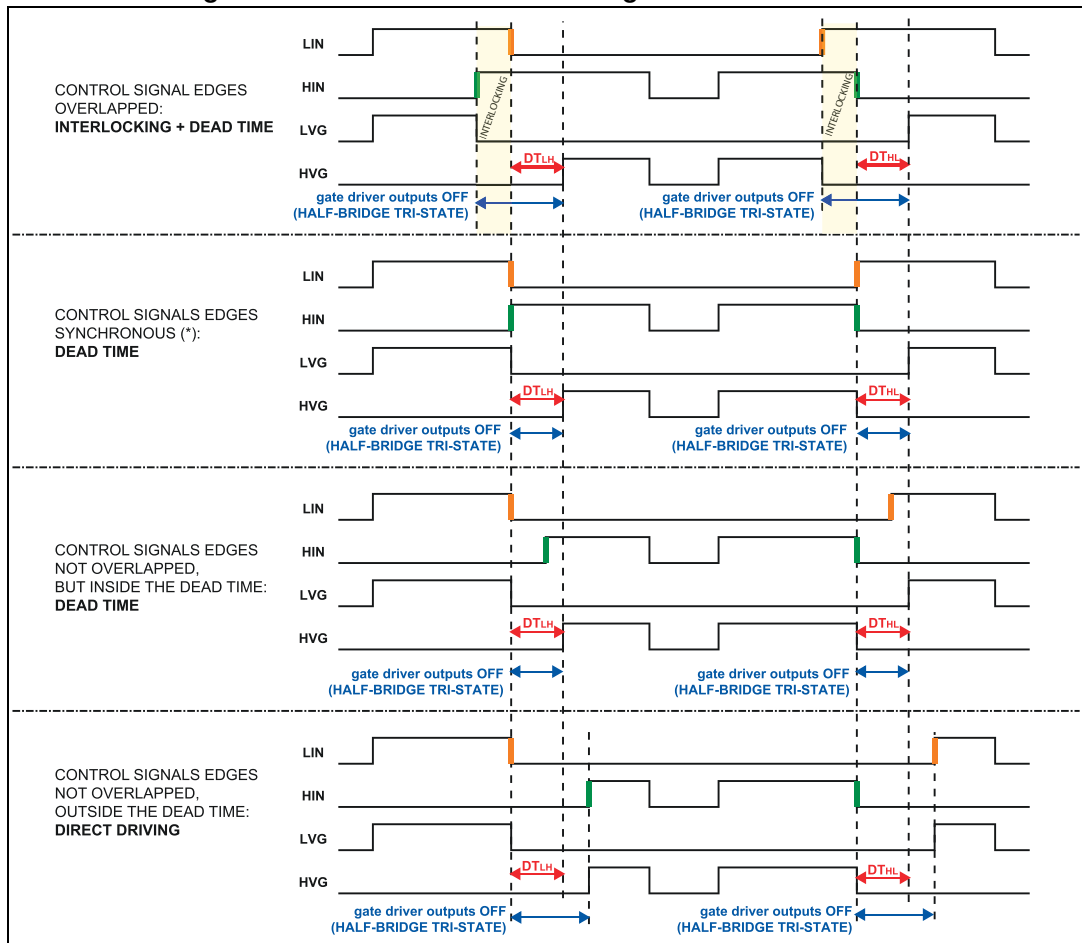 LIN
HIN
LVG
HVG
CONTROL SIGNAL EDGES
OVERLAPPED:
INTERLOCKING + DEAD TIME
INTERLOCKING
INTERLOCKING
DTLH
DTHL
gate driver outputs OFF
(HALF-BRIDGE TRI-STATE)
gate driver outputs OFF
(HALF-BRIDGE TRI-STATE)
LIN
HIN
LVG
HVG
CONTROL SIGNALS EDGES
SYNCHRONOUS (*):
DEAD TIME
DTLH
DTHL
gate driver outputs OFF
(HALF-BRIDGE TRI-STATE)
gate driver outputs OFF
(HALF-BRIDGE TRI-STATE)
LIN
HIN
LVG
HVG
CONTROL SIGNALS EDGES
NOT OVERLAPPED,
BUT INSIDE THE DEAD TIME:
DEAD TIME
DTLH
DTHL
gate driver outputs OFF
(HALF-BRIDGE TRI-STATE)
gate driver outputs OFF
(HALF-BRIDGE TRI-STATE)
LIN
HIN
LVG
HVG
CONTROL SIGNALS EDGES
NOT OVERLAPPED,
OUTSIDE THE DEAD TIME:
DIRECT DRIVING
DTLH
DTHL
gate driver outputs OFF
(HALF-BRIDGE TRI-STATE)
gate driver outputs OFF
(HALF-BRIDGE TRI-STATE)